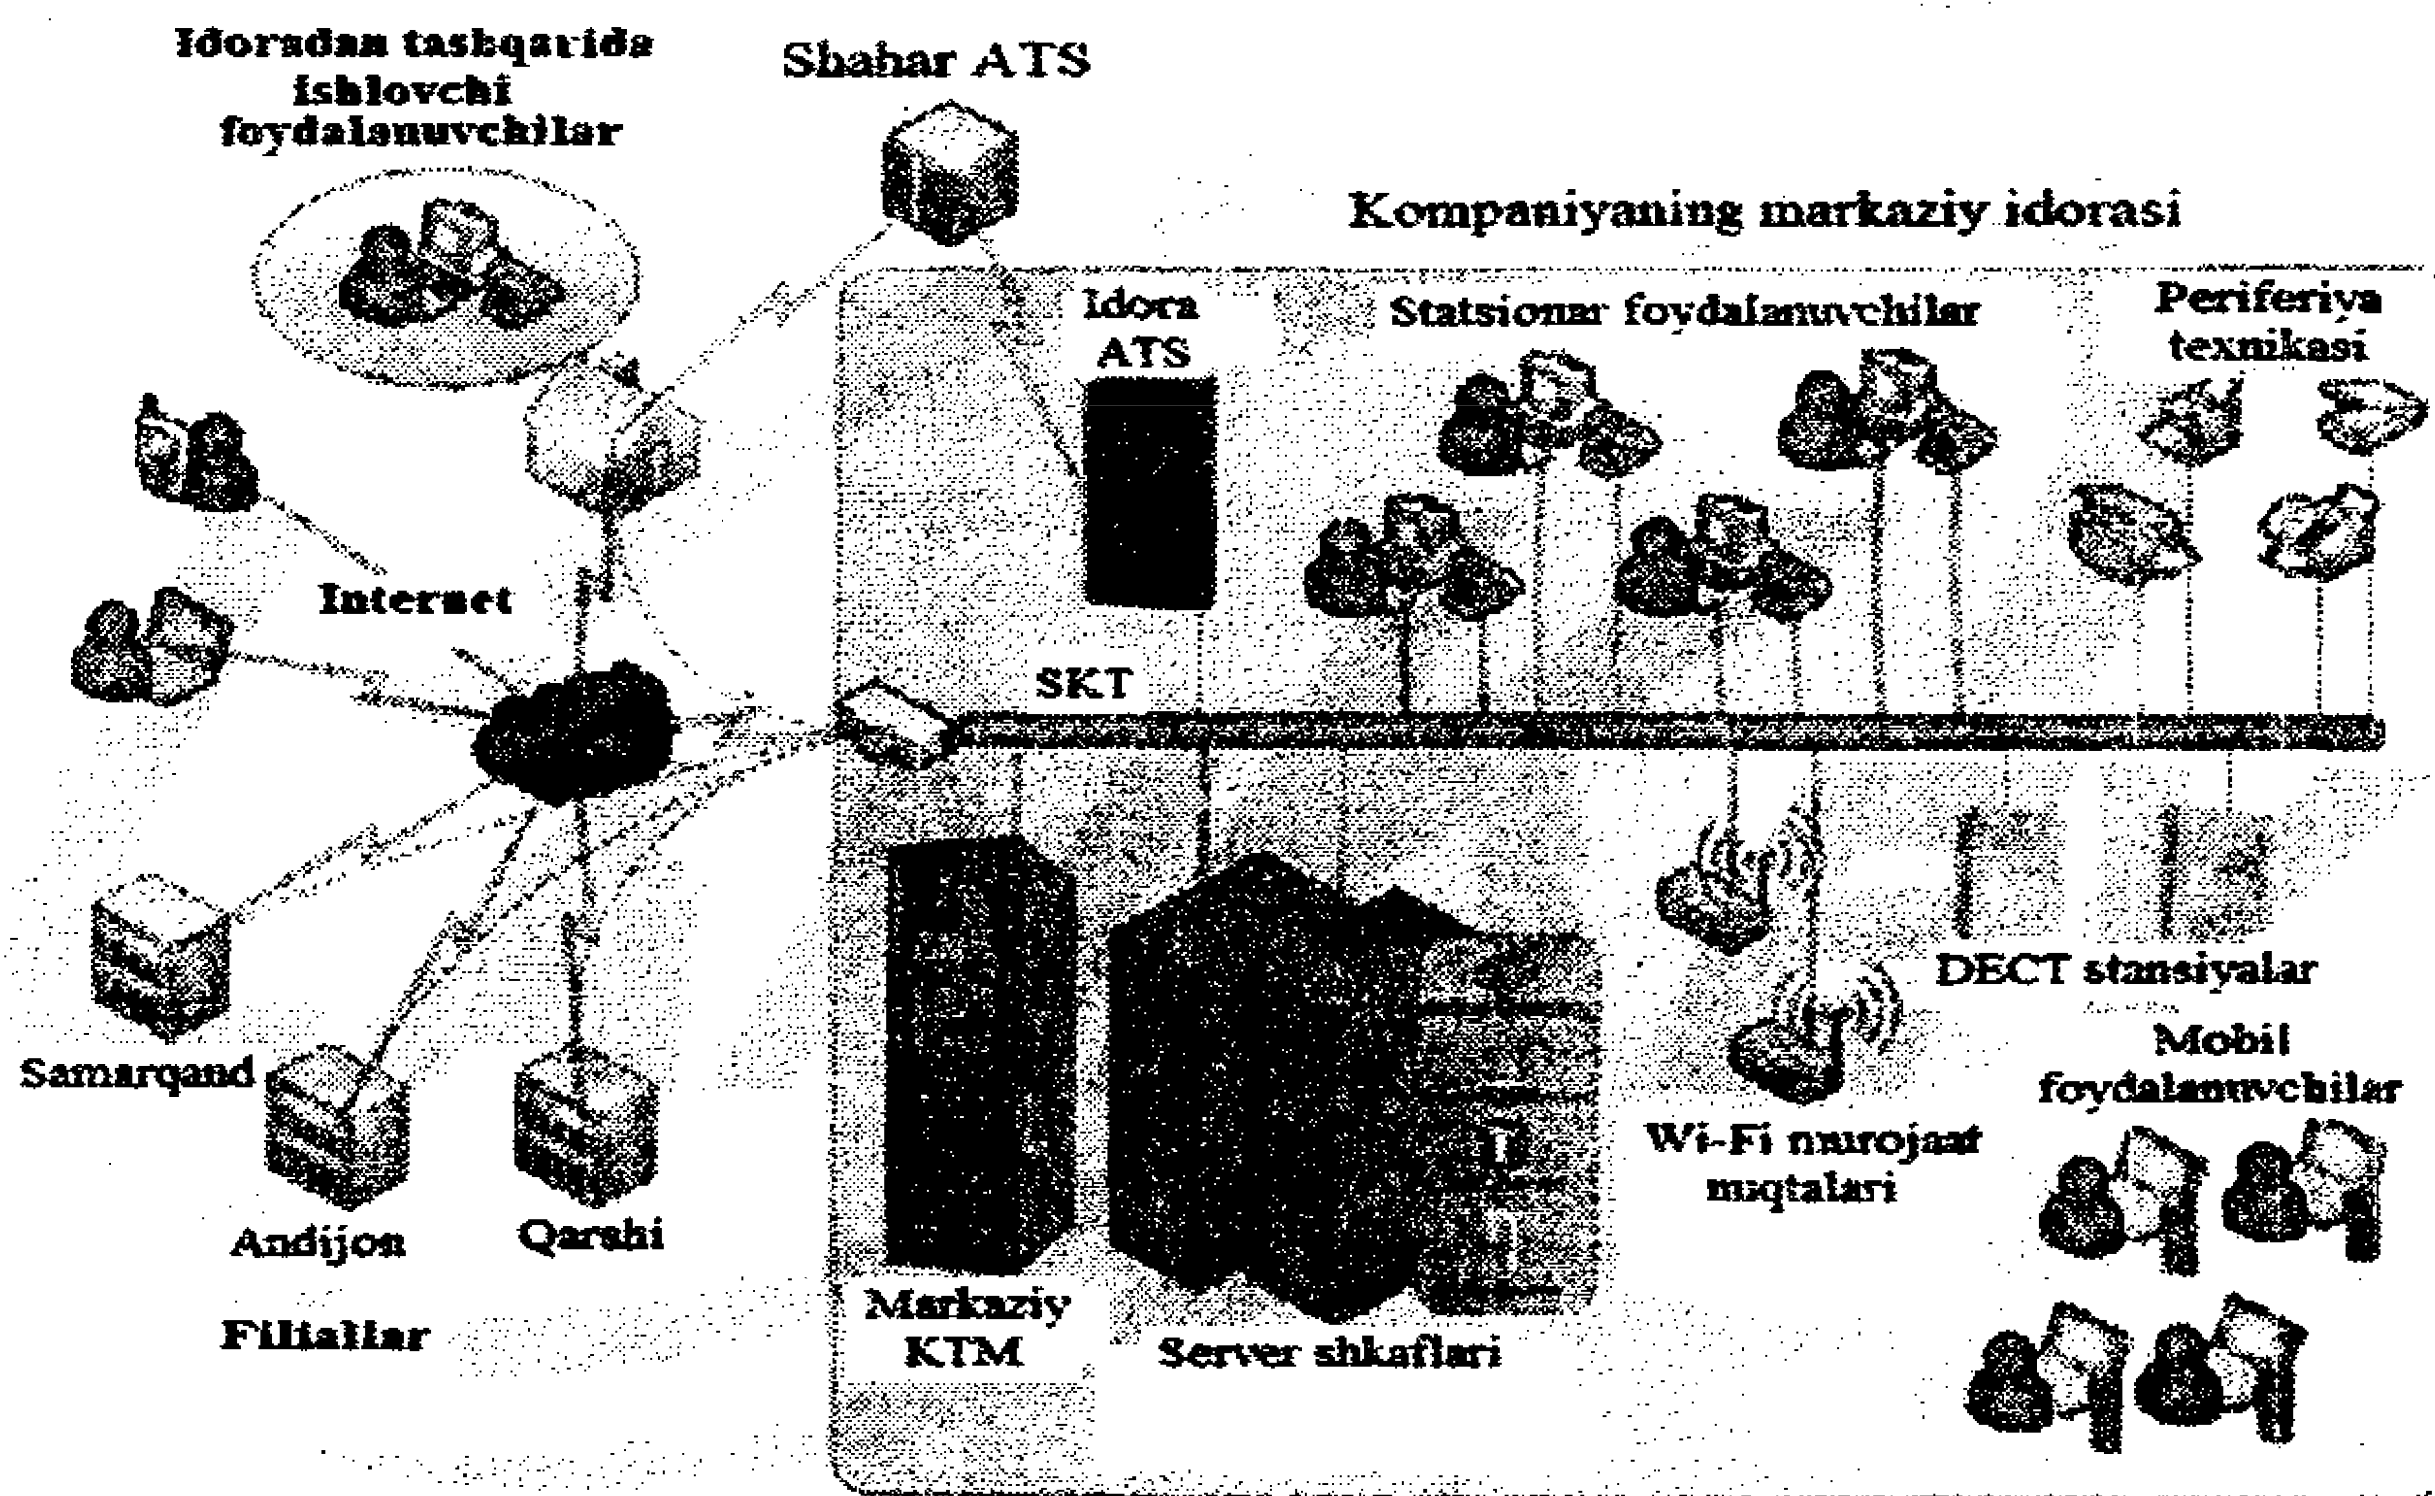 Idoradan tashqarida
ishlovchi
foydalanuvchilar
Shahar ATS
Kompaniyaning markaziy idorasi
Idora
ATS
Statsionar foydalanuvchilar
Periferiya
texnikasi
Internet
SKT
Samarqand
Andijon
Qarshi
Filiallar
Markaziy
KTM
Server shkaflari
Wi-Fi murojaat
nuqtalari
DECT stansiyalar
Mobil
foydalanuvchilar